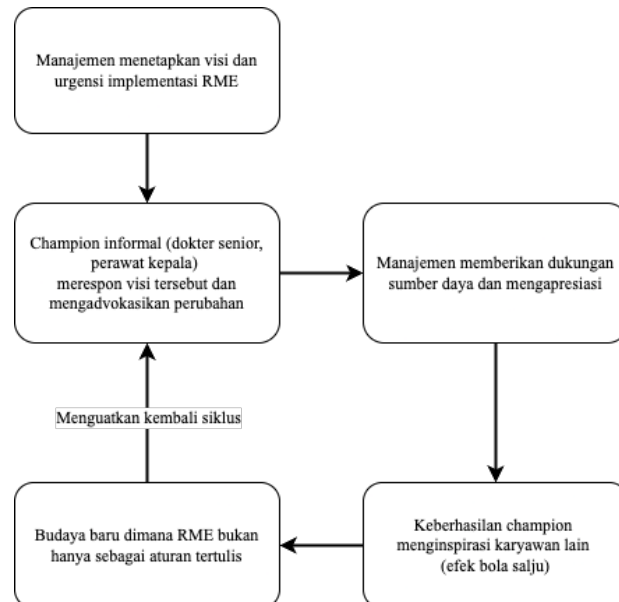 Manajemen menetapkan visi dan
urgensi implementasi RME
Champion informal (dokter senior,
perawat kepala)
merespon visi tersebut dan
mengadvokasikan perubahan
Manajemen memberikan dukungan
sumber daya dan mengapresiasi
Menguatkan kembali siklus
Budaya baru dimana RME bukan
hanya sebagai aturan tertulis
Keberhasilan champion
menginspirasi karyawan lain
(efek bola salju)